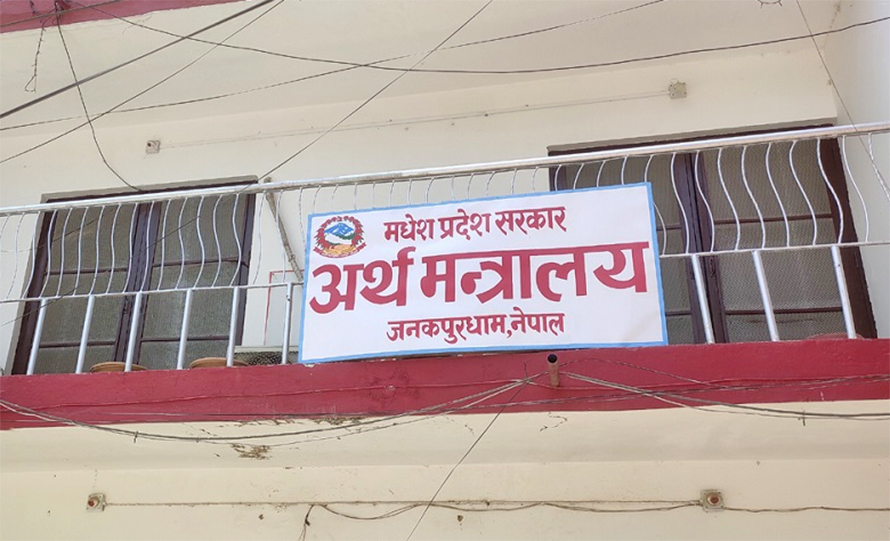 मधेश प्रदेश सरकार
अर्थ मन्त्रालय
जनकपुरधाम,नेपाल